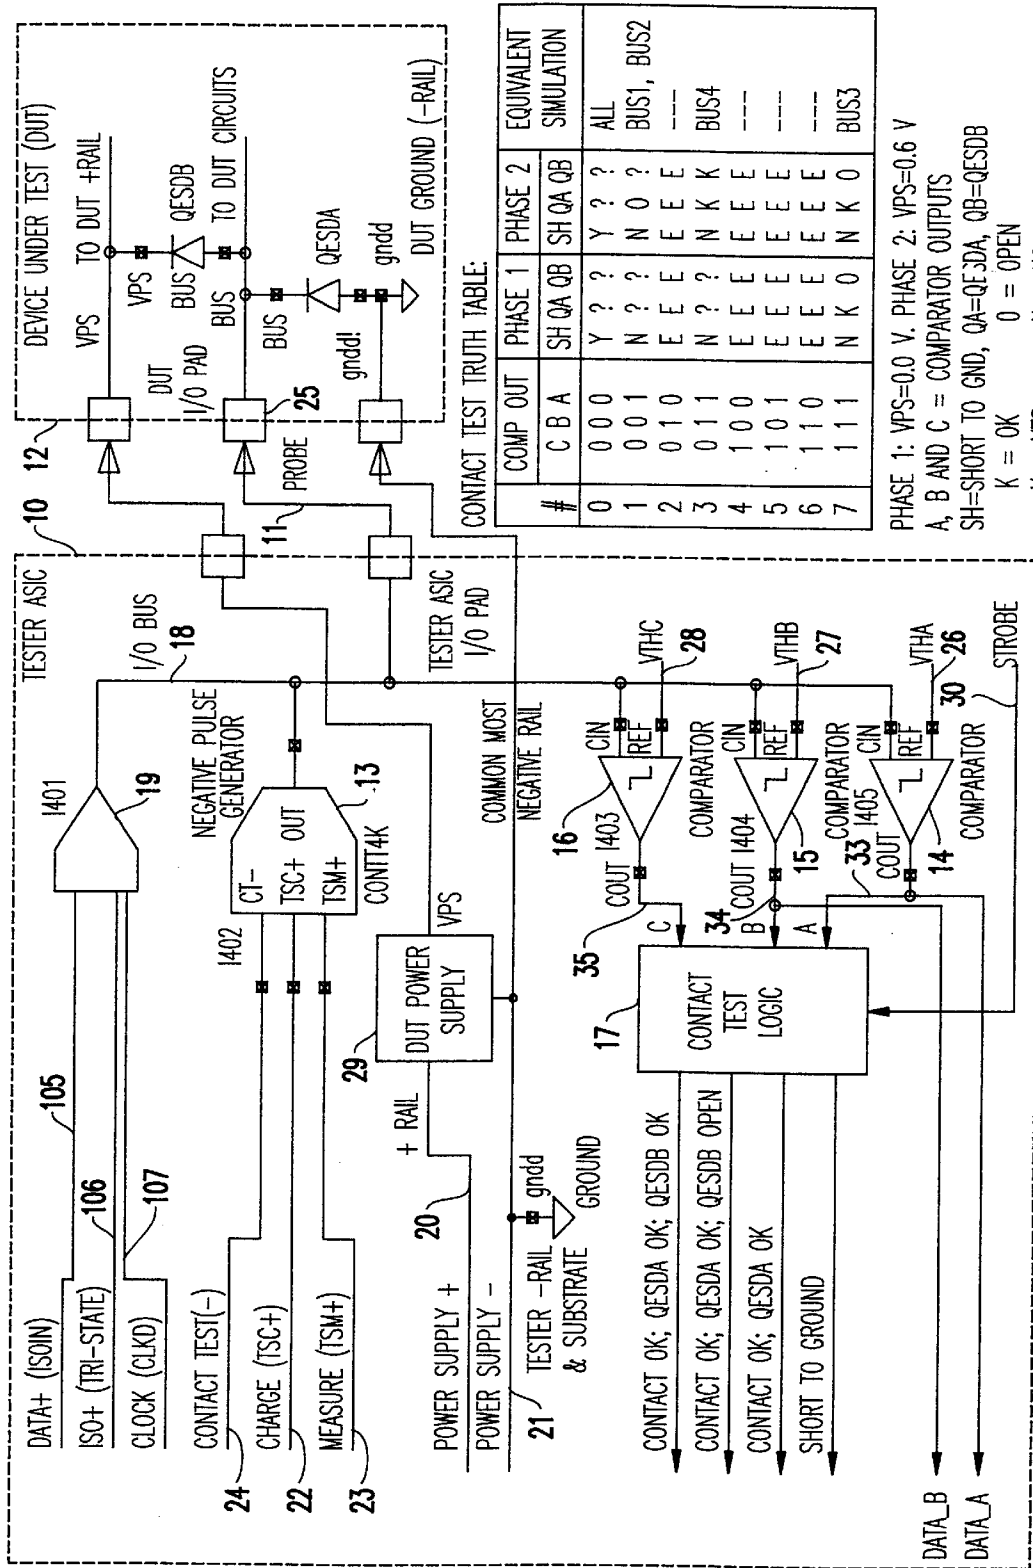 TESTER ASIC
10
12
DEVICE UNDER TEST (DUT)
DATA+ (ISOIN)
ISO+ (TRI-STATE)
CLOCK (CLKD)
105
106
107
I401
19
I/O BUS
18
CONTACT TEST(-)
24
CHARGE (TSC+)
22
MEASURE (TSM+)
23
I402
CT-
TSC+ OUT
TSM+
CONTT4K
NEGATIVE PULSE
GENERATOR
13
TESTER ASIC
I/O PAD
POWER SUPPLY +
20
POWER SUPPLY -
21
+ RAIL
29
DUT POWER
SUPPLY
VPS
COMMON MOST
NEGATIVE RAIL
TESTER -RAIL
& SUBSTRATE
gndd
GROUND
CONTACT OK; QESDA OK; QESDB OK
CONTACT OK; QESDA OK; QESDB OPEN
CONTACT OK; QESDA OK
SHORT TO GROUND
17
CONTACT
TEST
LOGIC
C
B
A
35
34
33
COUT
I403
16
CIN
REF
VTHC
28
COMPARATOR
COUT
I404
15
CIN
REF
VTHB
27
COMPARATOR
COUT
I405
14
CIN
REF
VTHA
26
COMPARATOR
30
STROBE
DATA_B
DATA_A
11
PROBE
VPS
TO DUT +RAIL
DUT
I/O PAD
25
VPS
BUS
QESDB
BUS
TO DUT CIRCUITS
BUS
QESDA
gndd!
gndd
DUT GROUND (-RAIL)
CONTACT TEST TRUTH TABLE:
# COMP OUT PHASE 1 PHASE 2 EQUIVALENT SIMULATION
C B A SH QA QB SH QA QB
0 0 0 0 Y ? ? Y ? ? ALL
1 0 0 1 N ? ? N O ? BUS1, BUS2
2 0 1 0 E E E E E E ---
3 0 1 1 N ? ? N K K BUS4
4 1 0 0 E E E E E E ---
5 1 0 1 E E E E E E ---
6 1 1 0 E E E E E E ---
7 1 1 1 N K O N K O BUS3
PHASE 1: VPS=0.0 V. PHASE 2: VPS=0.6 V
A, B AND C = COMPARATOR OUTPUTS
SH=SHORT TO GND, QA=QESDA, QB=QESDB
K = OK 0 = OPEN